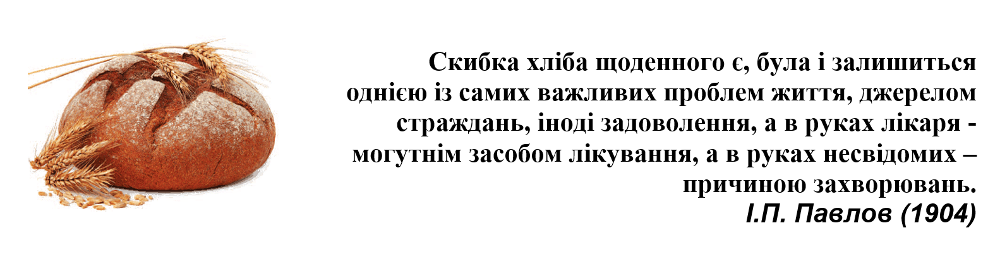 Скибка хліба щоденного є, була і залишиться
однією із самих важливих проблем життя, джерелом
страждань, іноді задоволення, а в руках лікаря -
могутнім засобом лікування, а в руках несвідомих –
причиною захворювань.
І.П. Павлов (1904)